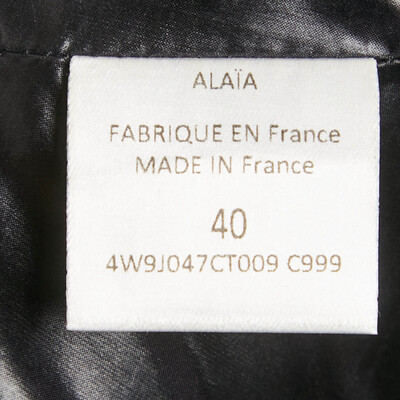 ALAÏA
FABRIQUE EN France
MADE IN France
40
4W9J047CT009 C999